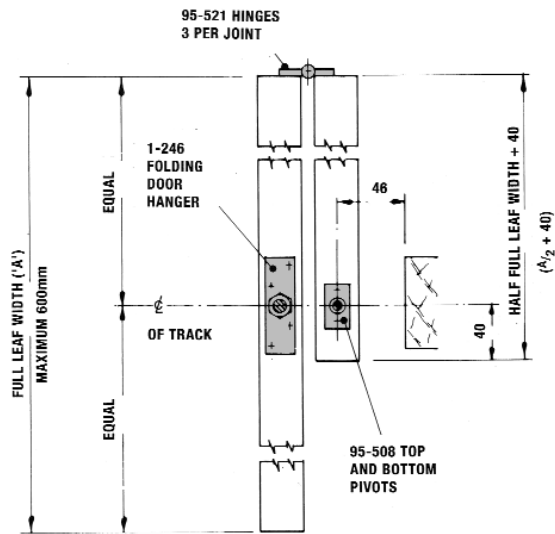 95-521 HINGES
3 PER JOINT
1-246
FOLDING
DOOR
HANGER
46
EQUAL
FULL LEAF WIDTH ('A')
MAXIMUM 600mm
℄
OF TRACK
HALF FULL LEAF WIDTH + 40
(A/2 + 40)
40
EQUAL
95-508 TOP
AND BOTTOM
PIVOTS